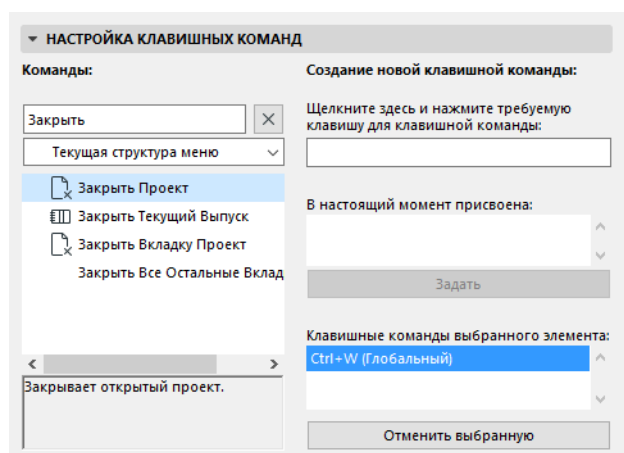 НАСТРОЙКА КЛАВИШНЫХ КОМАНД
Команды:
Закрыть
Текущая структура меню
Закрыть Проект
Закрыть Текущий Выпуск
Закрыть Вкладку Проект
Закрыть Все Остальные Вклад
Закрывает открытый проект.
Создание новой клавишной команды:
Щелкните здесь и нажмите требуемую
клавишу для клавишной команды:
В настоящий момент присвоена:
Задать
Клавишные команды выбранного элемента:
Ctrl+W (Глобальный)
Отменить выбранную